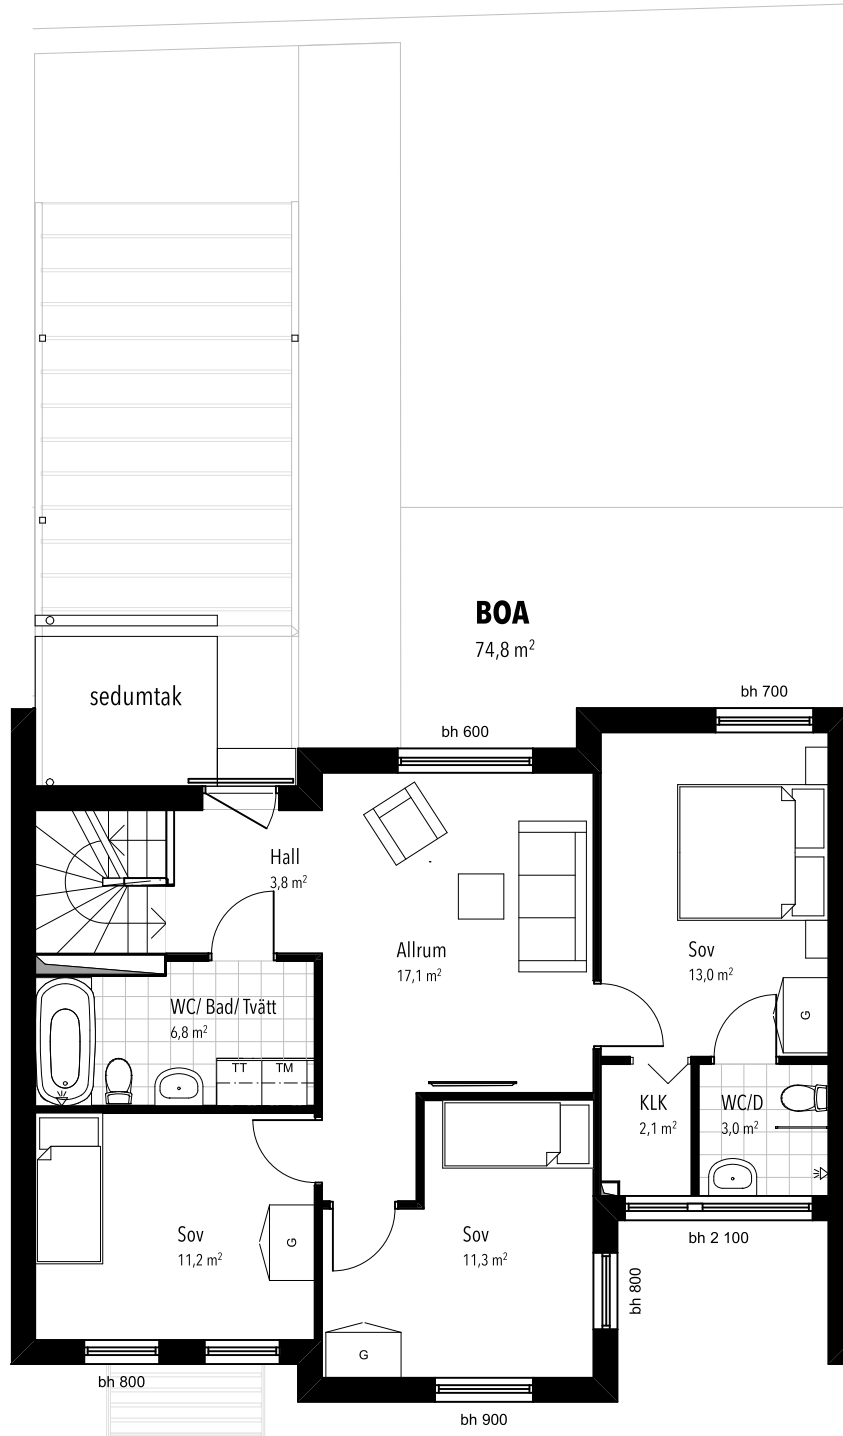 BOA
74,8 m²
sedumtak
bh 700
bh 600
Hall
3,8 m²
Allrum
17,1 m²
Sov
13,0 m²
WC/ Bad/ Tvätt
6,8 m²
G
TT
TM
KLK
2,1 m²
WC/D
3,0 m²
Sov
11,2 m²
G
Sov
11,3 m²
bh 2 100
bh 800
G
bh 800
bh 900